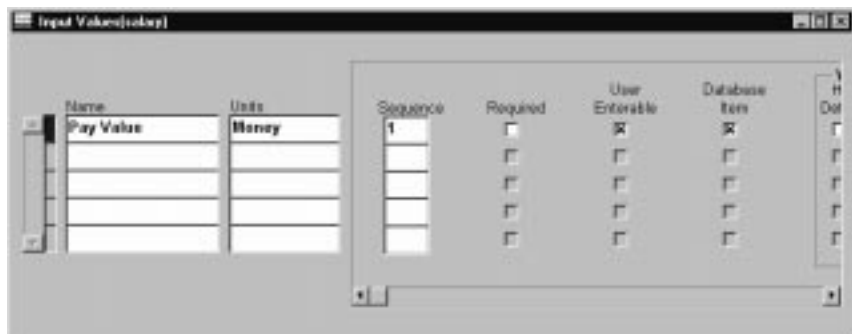 Input Values(salary)
Name Units Sequence Required User Enterable Database Item
Pay Value Money 1